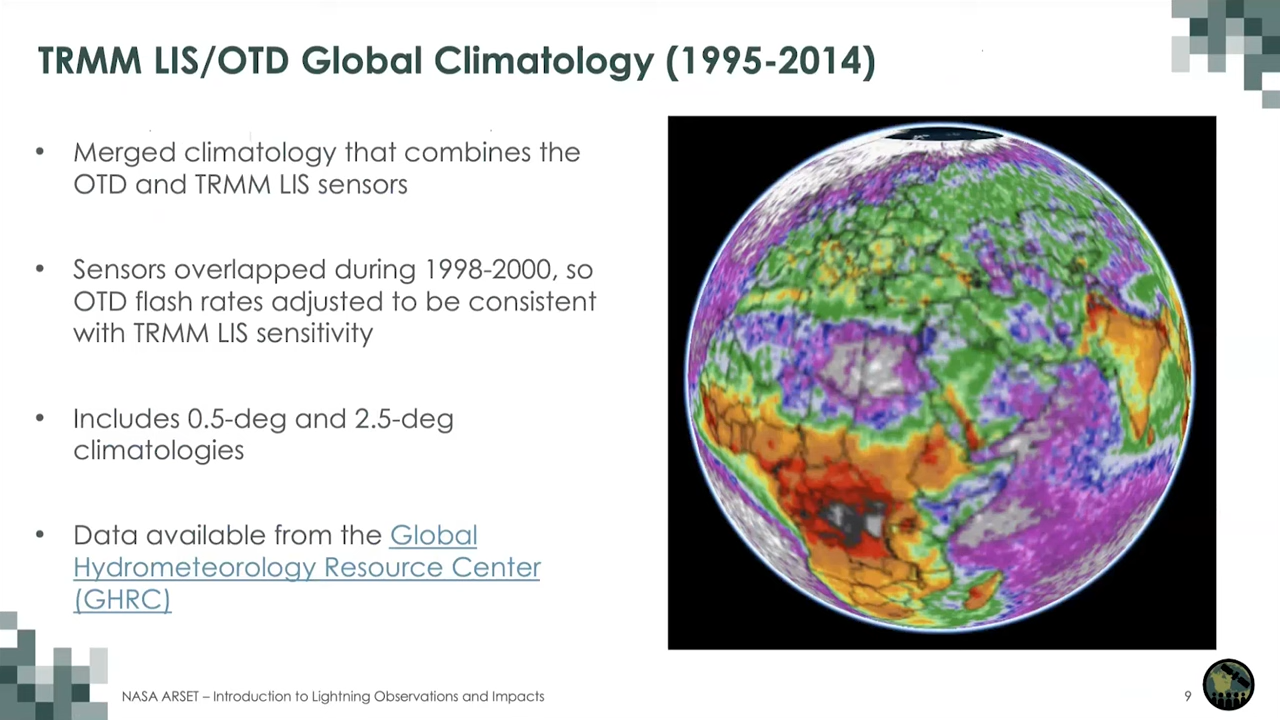 TRMM LIS/OTD Global Climatology (1995-2014)
• Merged climatology that combines the
OTD and TRMM LIS sensors
• Sensors overlapped during 1998-2000, so
OTD flash rates adjusted to be consistent
with TRMM LIS sensitivity
• Includes 0.5-deg and 2.5-deg
climatologies
• Data available from the Global
Hydrometeorology Resource Center
(GHRC)
NASA ARSET – Introduction to Lightning Observations and Impacts
9